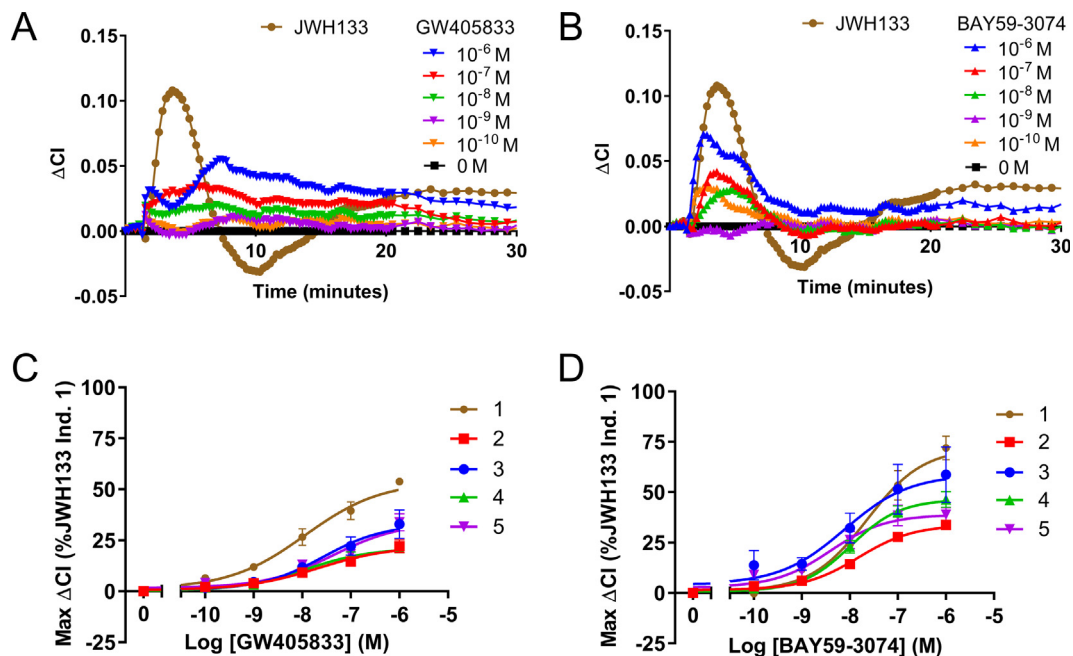 A
JWH133
GW405833
10-6 M
10-7 M
10-8 M
10-9 M
10-10 M
0 M
0.15
0.10
0.05
0.00
-0.05
ΔCI
10
20
30
Time (minutes)
B
JWH133
BAY59-3074
10-6 M
10-7 M
10-8 M
10-9 M
10-10 M
0 M
0.15
0.10
0.05
0.00
-0.05
ΔCI
10
20
30
Time (minutes)
C
Max ΔCI (%JWH133 Ind. 1)
100
75
50
25
0
-25
1
2
3
4
5
0 -10 -9 -8 -7 -6 -5
Log [GW405833] (M)
D
Max ΔCI (%JWH133 Ind. 1)
100
75
50
25
0
-25
1
2
3
4
5
0 -10 -9 -8 -7 -6 -5
Log [BAY59-3074] (M)